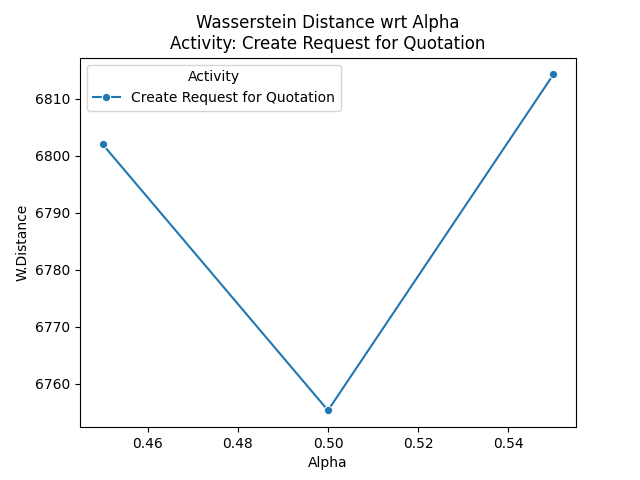 Wasserstein Distance wrt Alpha
Activity: Create Request for Quotation
Activity
Create Request for Quotation
6810
6800
6790
6780
6770
6760
W.Distance
0.46 0.48 0.50 0.52 0.54
Alpha